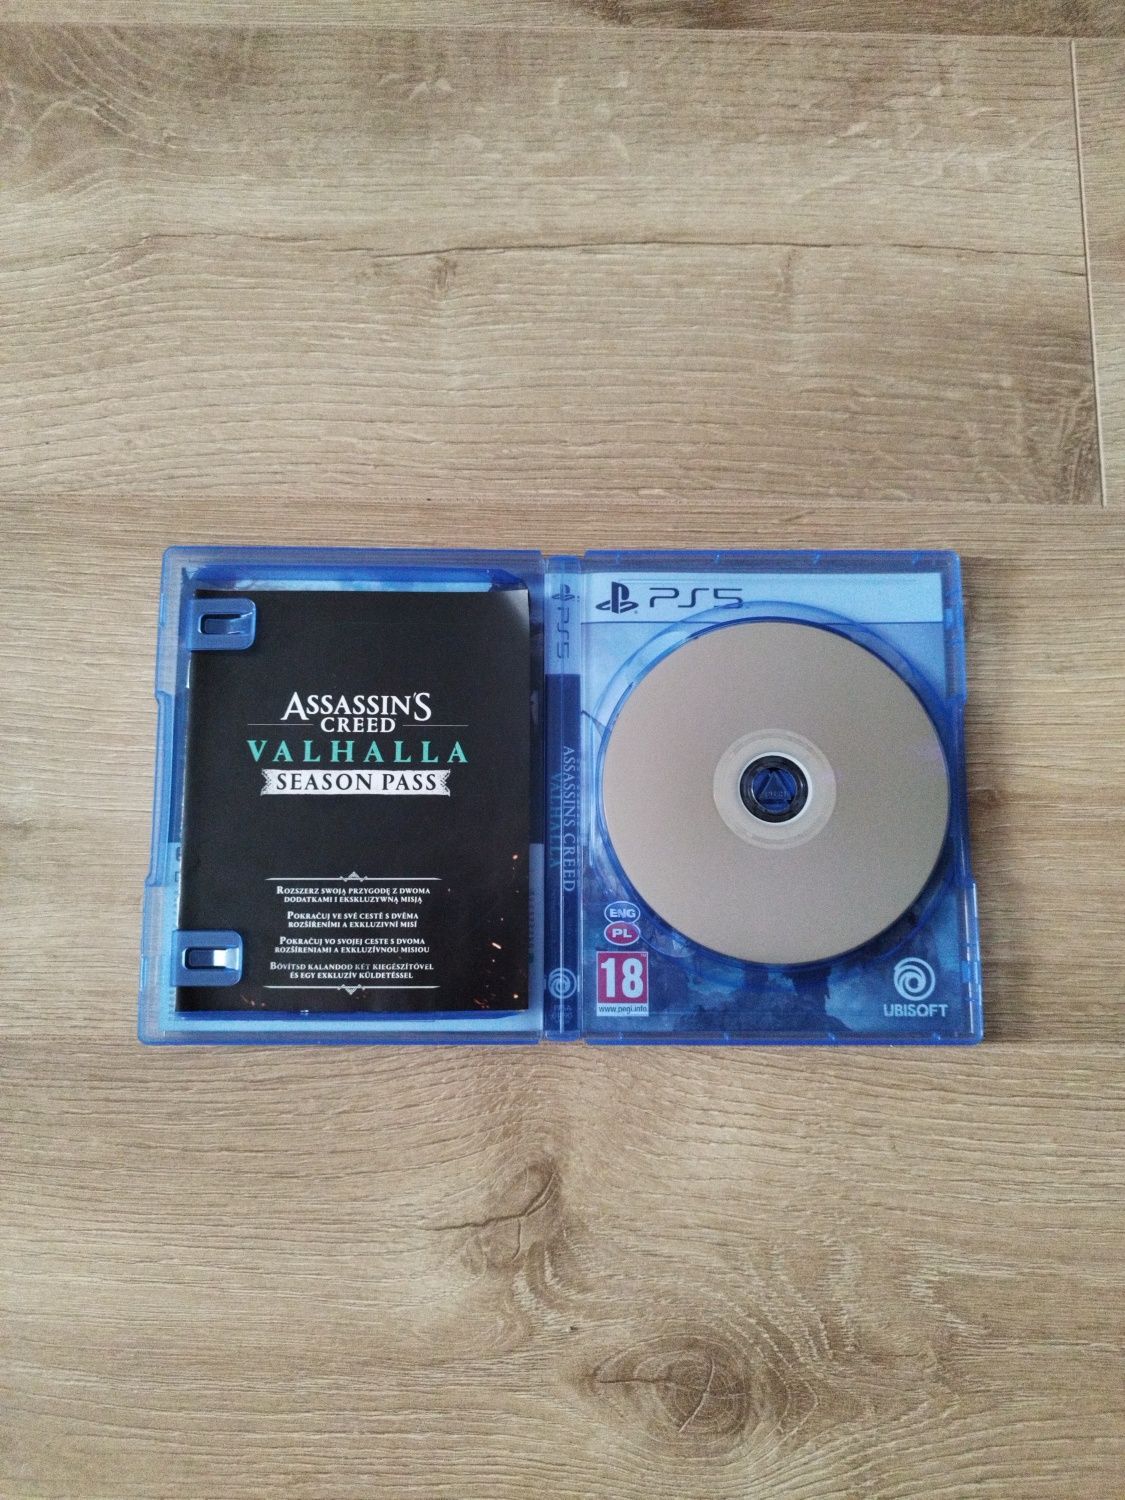 ASSASSIN'S
CREED
VALHALLA
SEASON PASS
ROZSZERZ SWOJĄ PRZYGODĘ Z DWOMA
DODATKAMI I EKSKLUZYWNĄ MISJĄ
POKRAČUJ VE SVÉ CESTĚ S DVĚMA
ROZŠÍŘENÍMI A EXKLUZIVNÍ MISÍ
POKRAČUJ VO SVOJEJ CESTE S DVOMA
ROZŠÍRENIAMI A EXKLUZÍVNOU MISIOU
BŐVÍTSD KALANDOD KÉT KIEGÉSZÍTŐVEL
ÉS EGY EXKLUZÍV KÜLDETÉSSEL
PS5
ASSASSIN'S CREED
VALHALLA
PS5
ENG
PL
18
www.pegi.info
UBISOFT